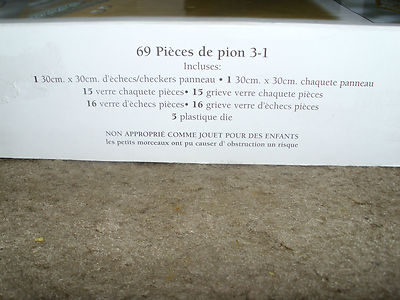 69 Pièces de pion 3-1
Incluses:
1 30cm. x 30cm. d'èchecs/checkers panneau • 1 30cm. x 30cm. chaquete panneau
15 verre chaquete pièces• 15 grieve verre chaquete pièces
16 verre d'èchecs pièces• 16 grieve verre d'èchecs pièces
5 plastique die
NON APPROPRIÉ COMME JOUET POUR DES ENFANTS
les petits morceaux ont pu causer d' obstruction un risque